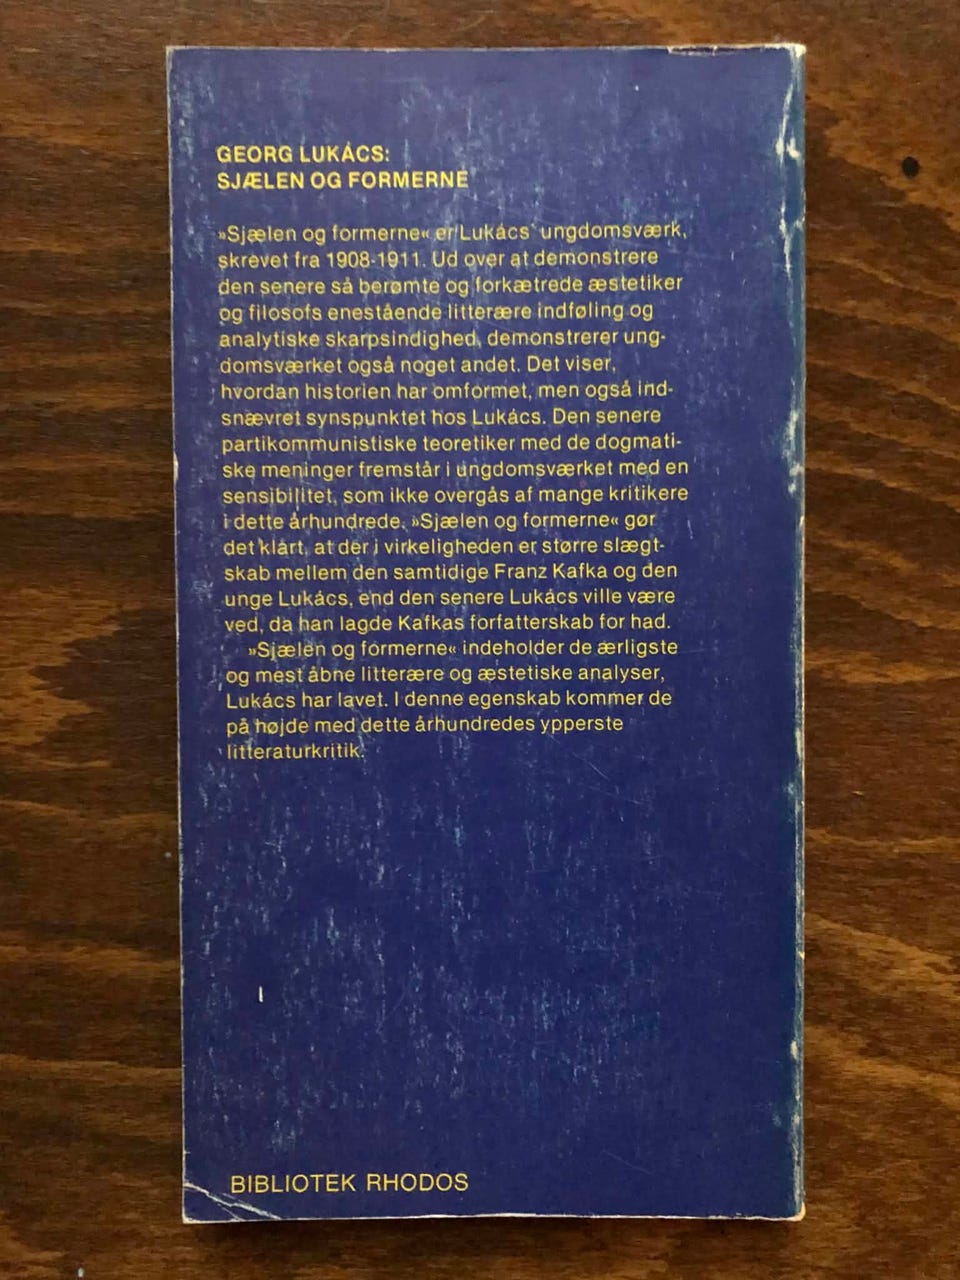 GEORG LUKÁCS:
SJÆLEN OG FORMERNE
»Sjælen og formerne« er Lukács' ungdomsværk,
skrevet fra 1908-1911. Ud over at demonstrere
den senere så berømte og forkætrede æstetiker
og filosofs enestående litterære indføling og
analytiske skarpsindighed, demonstrerer ung-
domsværket også noget andet. Det viser,
hvordan historien har omformet, men også ind-
snævret synspunktet hos Lukács. Den senere
partikommunistiske teoretiker med de dogmati-
ske meninger fremstår i ungdomsværket med en
sensibilitet, som ikke overgås af mange kritikere
i dette århundrede. »Sjælen og formerne« gør
det klart, at der i virkeligheden er større slægt-
skab mellem den samtidige Franz Kafka og den
unge Lukács, end den senere Lukács ville være
ved, da han lagde Kafkas forfatterskab for had.
»Sjælen og formerne« indeholder de ærligste
og mest åbne litterære og æstetiske analyser,
Lukács har lavet. I denne egenskab kommer de
på højde med dette århundredes ypperste
litteraturkritik.
BIBLIOTEK RHODOS